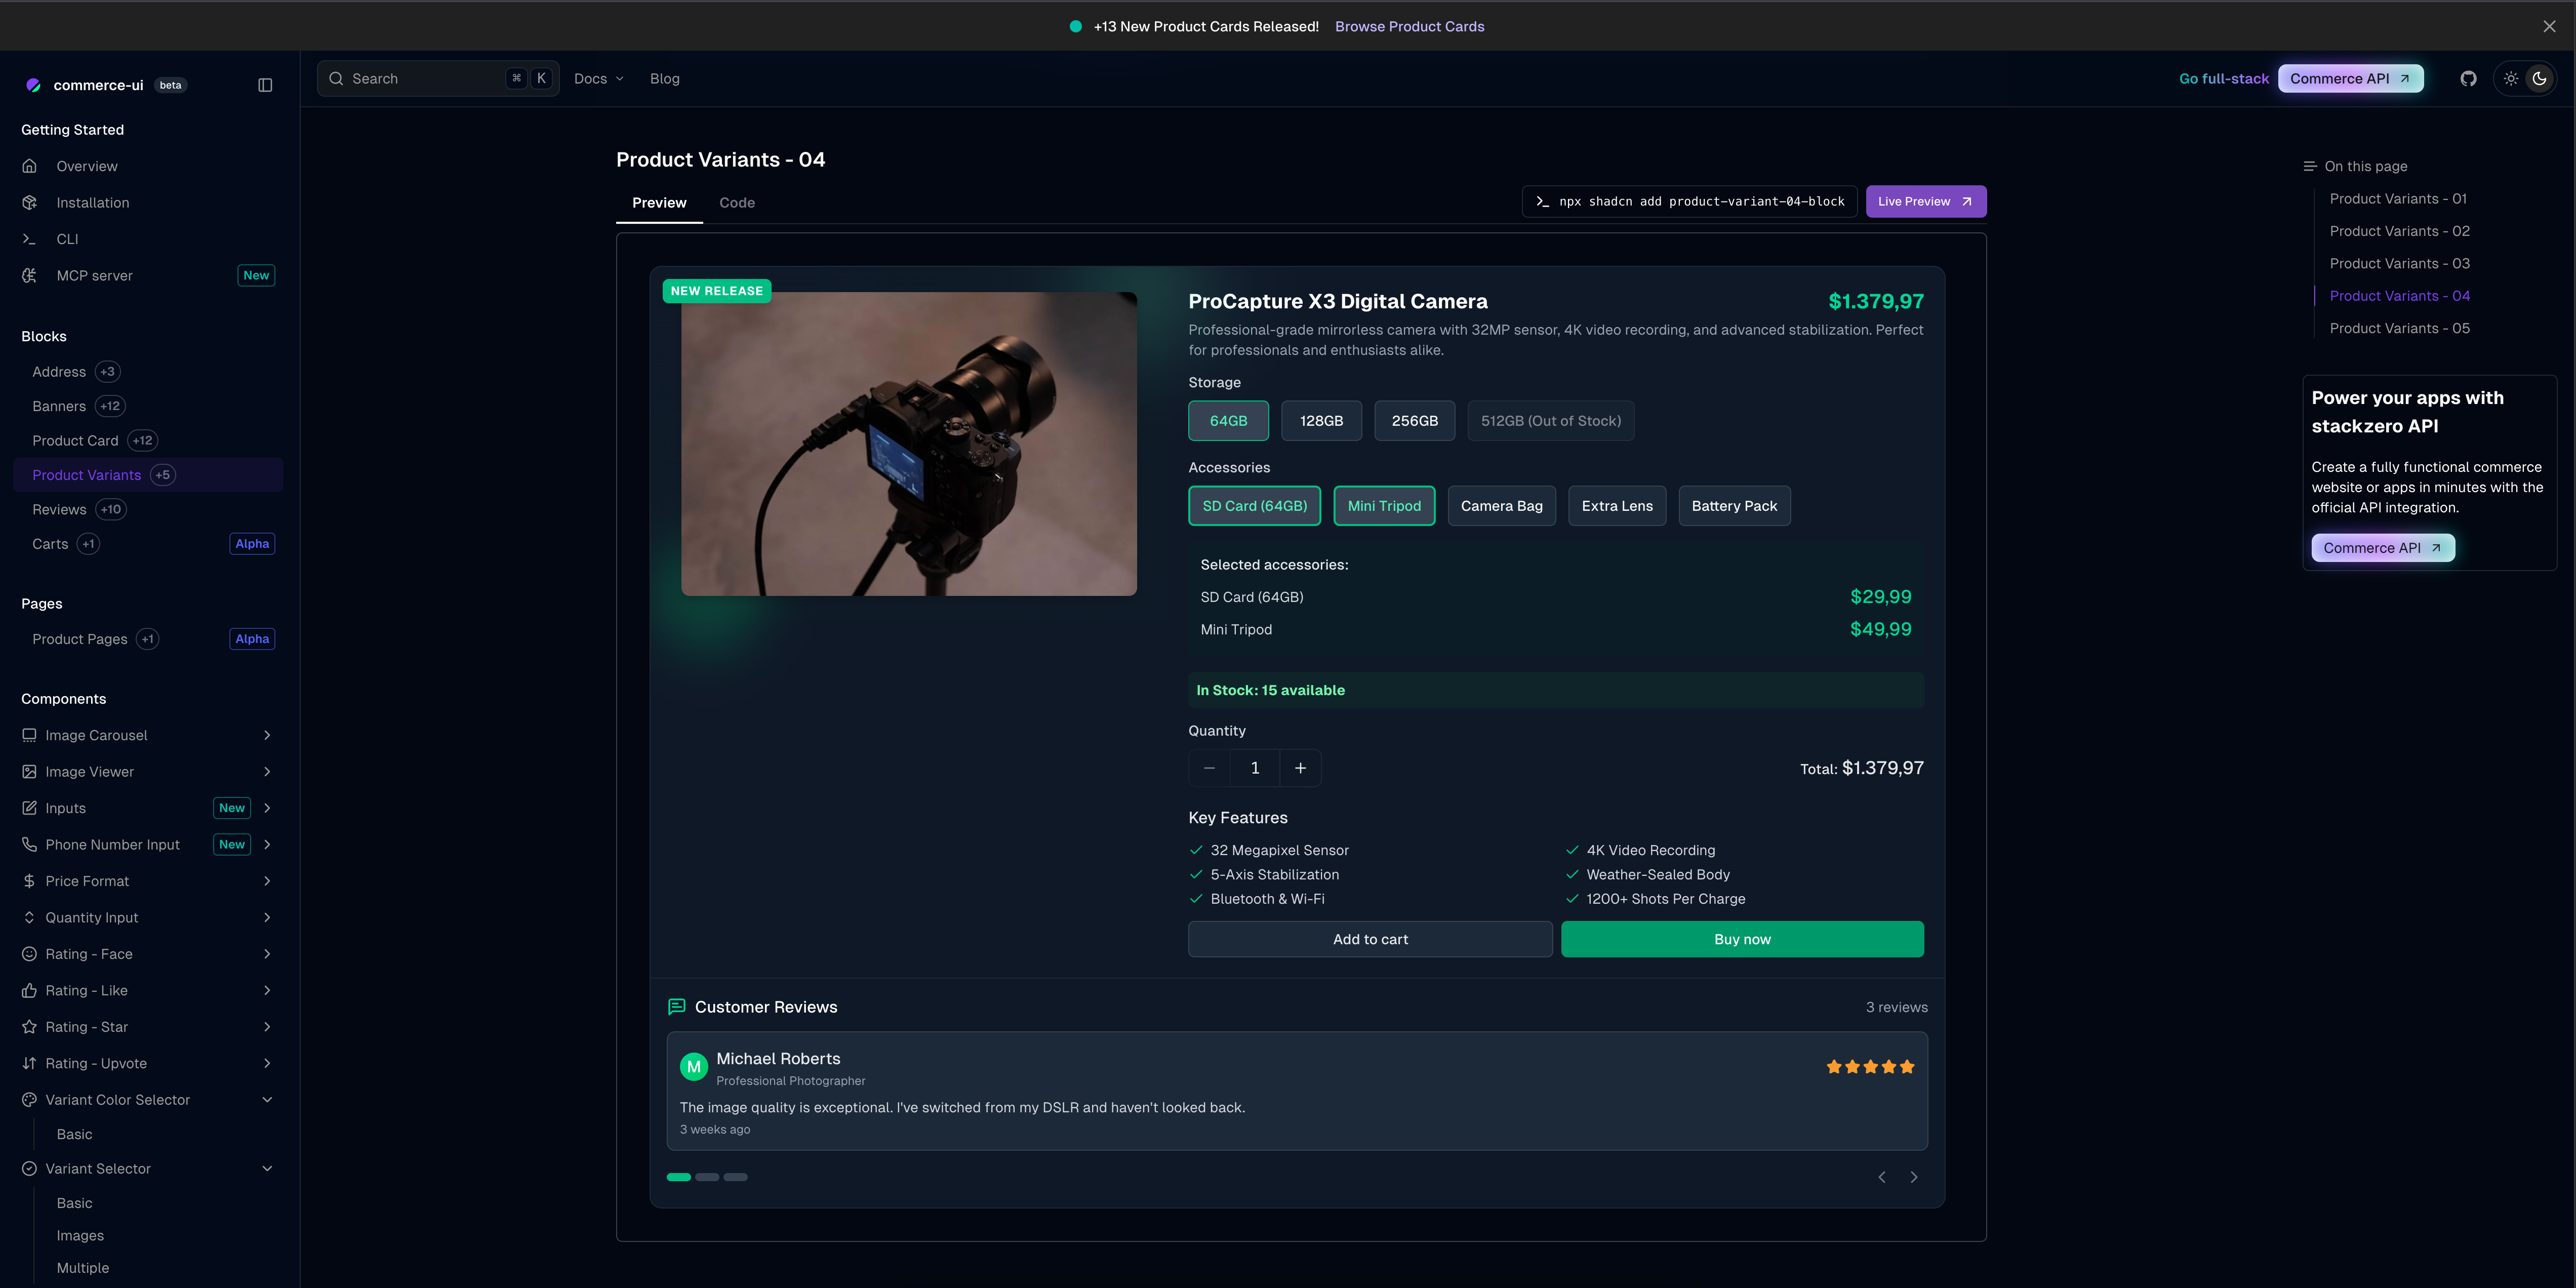 +13 New Product Cards Released! Browse Product Cards
commerce-ui beta
Search ⌘ K Docs Blog
Go full-stack Commerce API
Getting Started
Overview
Installation
CLI
MCP server New
Blocks
Address +3
Banners +12
Product Card +12
Product Variants +5
Reviews +10
Carts +1 Alpha
Pages
Product Pages +1 Alpha
Components
Image Carousel
Image Viewer
Inputs New
Phone Number Input New
Price Format
Quantity Input
Rating - Face
Rating - Like
Rating - Star
Rating - Upvote
Variant Color Selector
Basic
Variant Selector
Basic
Images
Multiple
Product Variants - 04
Preview Code
npx shadcn add product-variant-04-block
Live Preview
NEW RELEASE
ProCapture X3 Digital Camera $1.379,97
Professional-grade mirrorless camera with 32MP sensor, 4K video recording, and advanced stabilization. Perfect
for professionals and enthusiasts alike.
Storage
64GB 128GB 256GB 512GB (Out of Stock)
Accessories
SD Card (64GB) Mini Tripod Camera Bag Extra Lens Battery Pack
Selected accessories:
SD Card (64GB) $29,99
Mini Tripod $49,99
In Stock: 15 available
Quantity
1 Total: $1.379,97
Key Features
32 Megapixel Sensor 4K Video Recording
5-Axis Stabilization Weather-Sealed Body
Bluetooth & Wi-Fi 1200+ Shots Per Charge
Add to cart Buy now
Customer Reviews 3 reviews
M Michael Roberts
Professional Photographer
The image quality is exceptional. I've switched from my DSLR and haven't looked back.
3 weeks ago
On this page
Product Variants - 01
Product Variants - 02
Product Variants - 03
Product Variants - 04
Product Variants - 05
Power your apps with
stackzero API
Create a fully functional commerce
website or apps in minutes with the
official API integration.
Commerce API